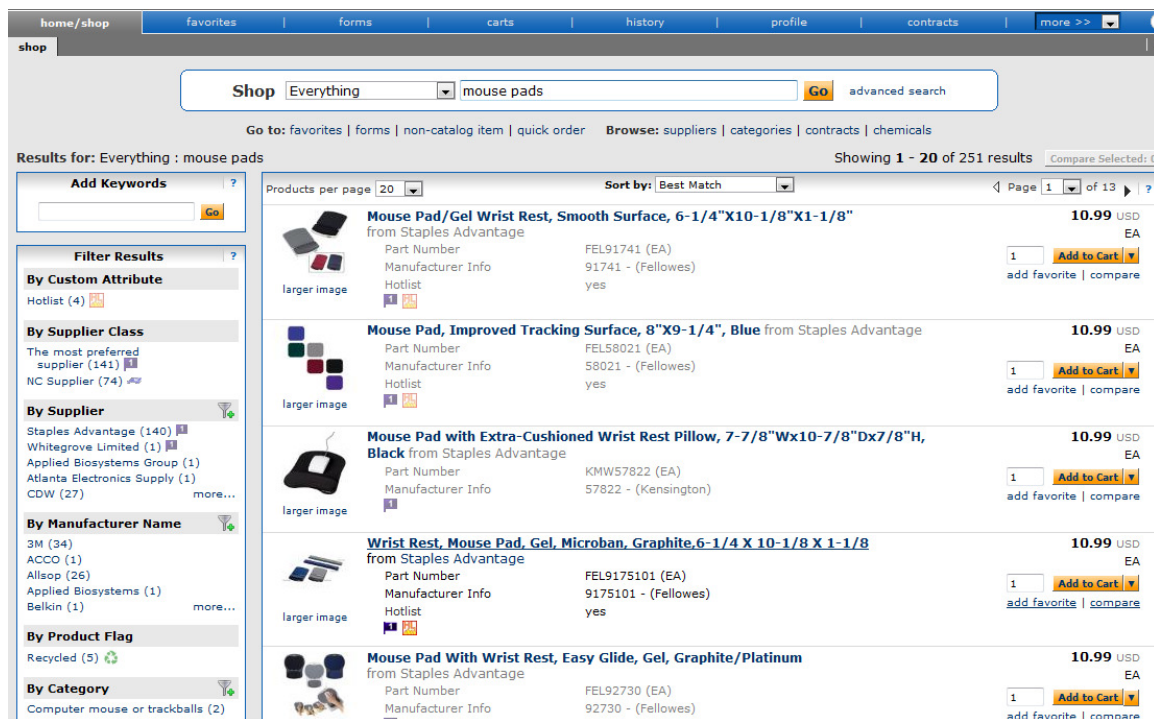 home/shop favorites | forms | carts | history | profile | contracts | more >>
shop |
Shop Everything mouse pads Go advanced search
Go to: favorites | forms | non-catalog item | quick order Browse: suppliers | categories | contracts | chemicals
Results for: Everything : mouse pads
Showing 1 - 20 of 251 results Compare Selected:
Add Keywords ?
Go
Filter Results ?
By Custom Attribute
Hotlist (4)
By Supplier Class
The most preferred
supplier (141) 1
NC Supplier (74)
By Supplier
Staples Advantage (140) 1
Whitegrove Limited (1) 1
Applied Biosystems Group (1)
Atlanta Electronics Supply (1)
CDW (27) more...
By Manufacturer Name
3M (34)
ACCO (1)
Allsop (26)
Applied Biosystems (1)
Belkin (1) more...
By Product Flag
Recycled (5)
By Category
Computer mouse or trackballs (2)
Products per page 20 Sort by: Best Match Page 1 of 13 ?
Mouse Pad/Gel Wrist Rest, Smooth Surface, 6-1/4"X10-1/8"X1-1/8" 10.99 USD
from Staples Advantage EA
Part Number FEL91741 (EA) 1 Add to Cart
Manufacturer Info 91741 - (Fellowes) add favorite | compare
Hotlist yes
larger image
1
Mouse Pad, Improved Tracking Surface, 8"X9-1/4", Blue from Staples Advantage 10.99 USD
Part Number FEL58021 (EA) EA
Manufacturer Info 58021 - (Fellowes) 1 Add to Cart
Hotlist yes add favorite | compare
larger image 1
Mouse Pad with Extra-Cushioned Wrist Rest Pillow, 7-7/8"Wx10-7/8"Dx7/8"H, 10.99 USD
Black from Staples Advantage EA
Part Number KMW57822 (EA) 1 Add to Cart
Manufacturer Info 57822 - (Kensington) add favorite | compare
1
larger image
Wrist Rest, Mouse Pad, Gel, Microban, Graphite,6-1/4 X 10-1/8 X 1-1/8 10.99 USD
from Staples Advantage EA
Part Number FEL9175101 (EA) 1 Add to Cart
Manufacturer Info 9175101 - (Fellowes) add favorite | compare
Hotlist yes
larger image
1
Mouse Pad With Wrist Rest, Easy Glide, Gel, Graphite/Platinum 10.99 USD
from Staples Advantage EA
Part Number FEL92730 (EA) 1 Add to Cart
Manufacturer Info 92730 - (Fellowes) add favorite | compare